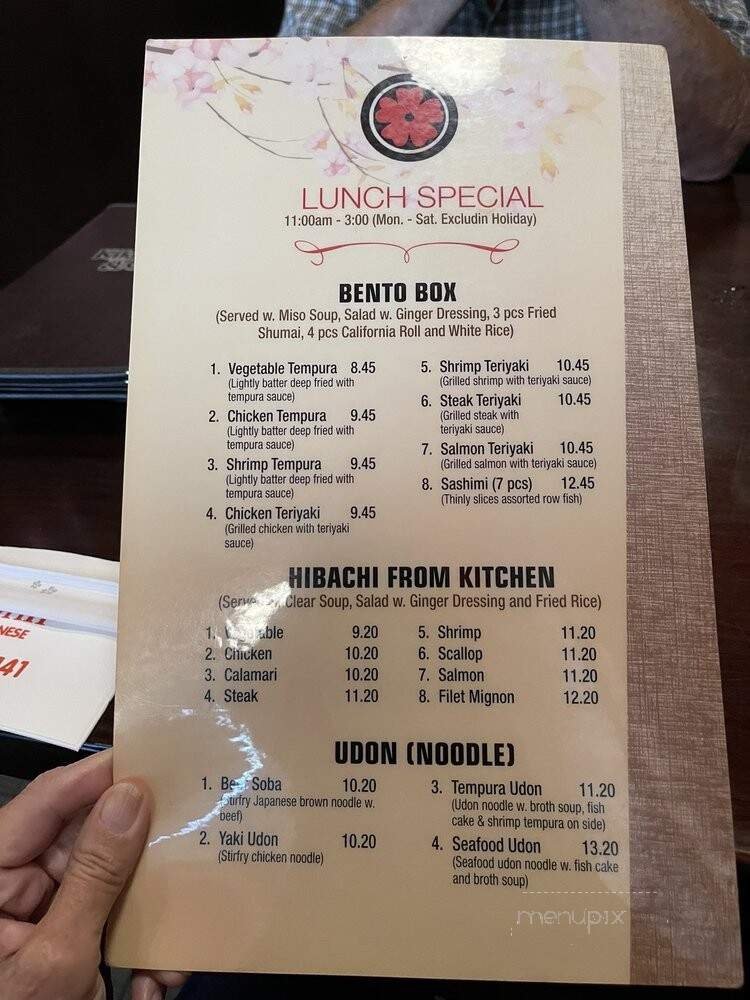 LUNCH SPECIAL
11:00am - 3:00 (Mon. - Sat. Excludin Holiday)
BENTO BOX
(Served w. Miso Soup, Salad w. Ginger Dressing, 3 pcs Fried
Shumai, 4 pcs California Roll and White Rice)
1. Vegetable Tempura 8.45
(Lightly batter deep fried with
tempura sauce)
2. Chicken Tempura 9.45
(Lightly batter deep fried with
tempura sauce)
3. Shrimp Tempura 9.45
(Lightly batter deep fried with
tempura sauce)
4. Chicken Teriyaki 9.45
(Grilled chicken with teriyaki
sauce)
5. Shrimp Teriyaki 10.45
(Grilled shrimp with teriyaki sauce)
6. Steak Teriyaki 10.45
(Grilled steak with
teriyaki sauce)
7. Salmon Teriyaki 10.45
(Grilled salmon with teriyaki sauce)
8. Sashimi (7 pcs) 12.45
(Thinly slices assorted row fish)
HIBACHI FROM KITCHEN
(Served w. Clear Soup, Salad w. Ginger Dressing and Fried Rice)
1. Vegetable 9.20
2. Chicken 10.20
3. Calamari 10.20
4. Steak 11.20
5. Shrimp 11.20
6. Scallop 11.20
7. Salmon 11.20
8. Filet Mignon 12.20
UDON (NOODLE)
1. Beef Soba 10.20
(Stirfry Japanese brown noodle w.
beef)
2. Yaki Udon 10.20
(Stirfry chicken noodle)
3. Tempura Udon 11.20
(Udon noodle w. broth soup, fish
cake & shrimp tempura on side)
4. Seafood Udon 13.20
(Seafood udon noodle w. fish cake
and broth soup)
menupix
NESE
41